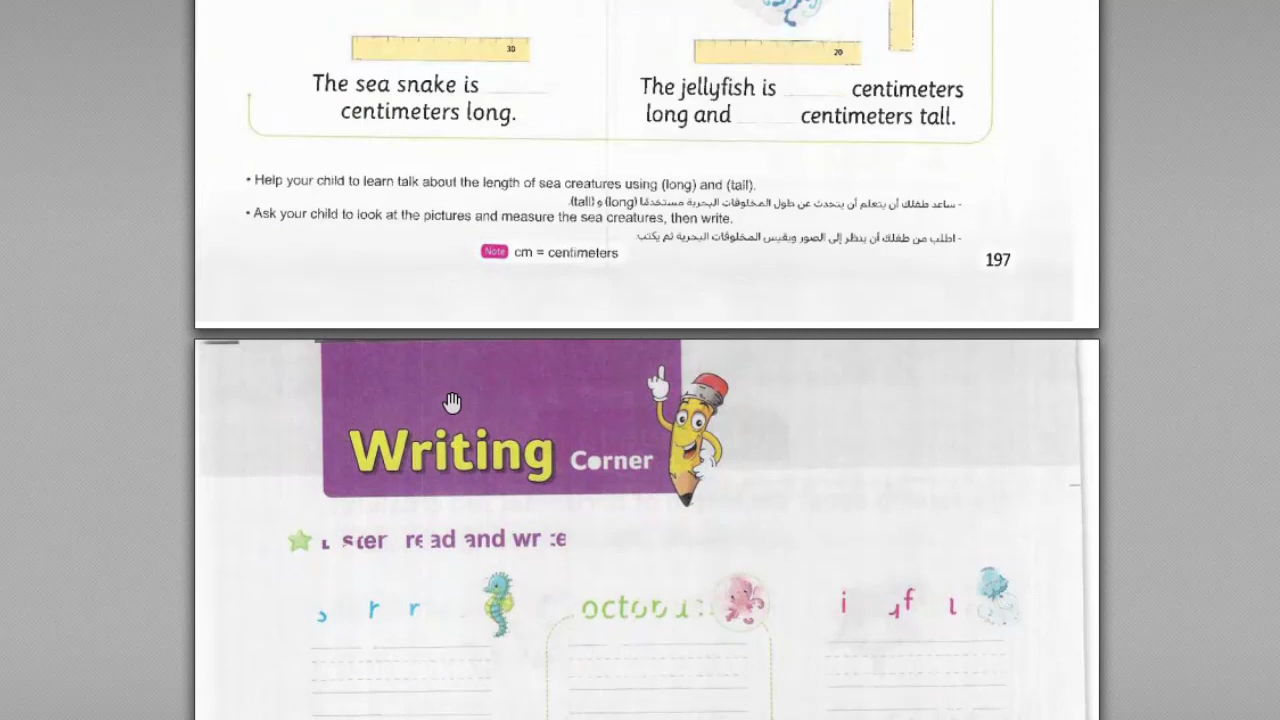 30
20
The sea snake is
centimeters long.
The jellyfish is centimeters
long and centimeters tall.
• Help your child to learn talk about the length of sea creatures using (long) and (tall).
- ساعد طفلك أن يتعلم أن يتحدث عن طول المخلوقات البحرية مستخدمًا (long) و (tall).
• Ask your child to look at the pictures and measure the sea creatures, then write.
- اطلب من طفلك أن ينظر إلى الصور ويقيس المخلوقات البحرية ثم يكتب.
Note cm = centimeters
197
Writing Corner
read and